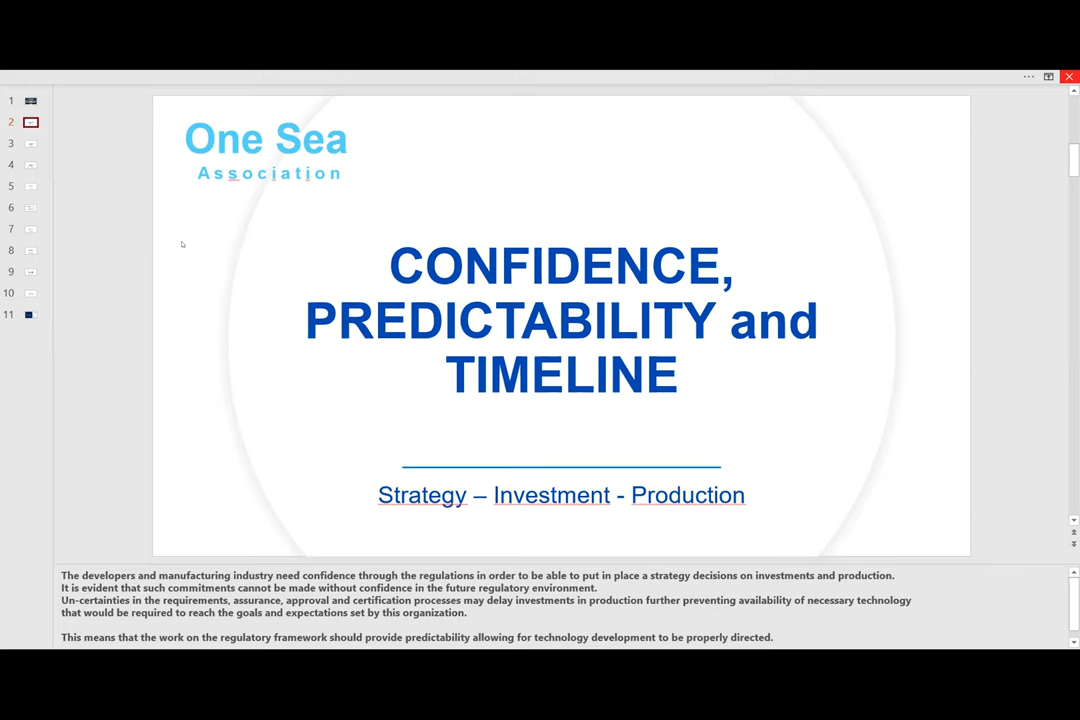 1
2
3
4
5
6
7
8
9
10
11
One Sea
Association
CONFIDENCE,
PREDICTABILITY and
TIMELINE
Strategy – Investment - Production
The developers and manufacturing industry need confidence through the regulations in order to be able to put in place a strategy decisions on investments and production.
It is evident that such commitments cannot be made without confidence in the future regulatory environment.
Un-certainties in the requirements, assurance, approval and certification processes may delay investments in production further preventing availability of necessary technology
that would be required to reach the goals and expectations set by this organization.
This means that the work on the regulatory framework should provide predictability allowing for technology development to be properly directed.